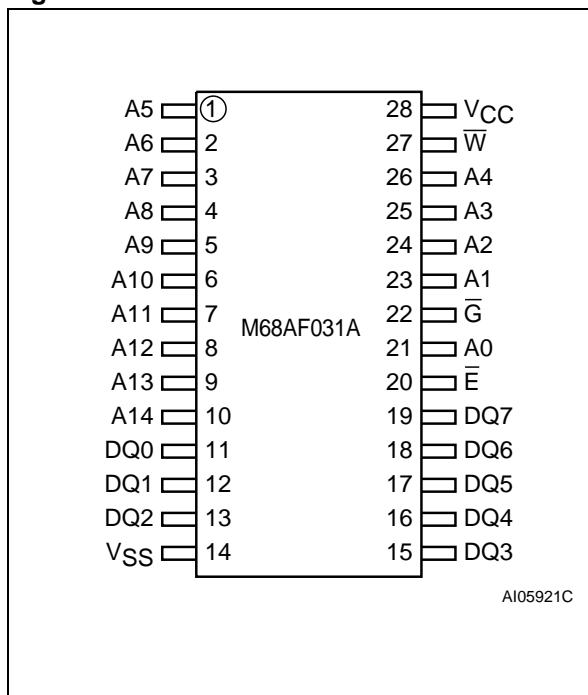 A5 1 28 VCC
A6 2 27 W̅
A7 3 26 A4
A8 4 25 A3
A9 5 24 A2
A10 6 23 A1
A11 7 22 G̅
M68AF031A
A12 8 21 A0
A13 9 20 E̅
A14 10 19 DQ7
DQ0 11 18 DQ6
DQ1 12 17 DQ5
DQ2 13 16 DQ4
VSS 14 15 DQ3
AI05921C